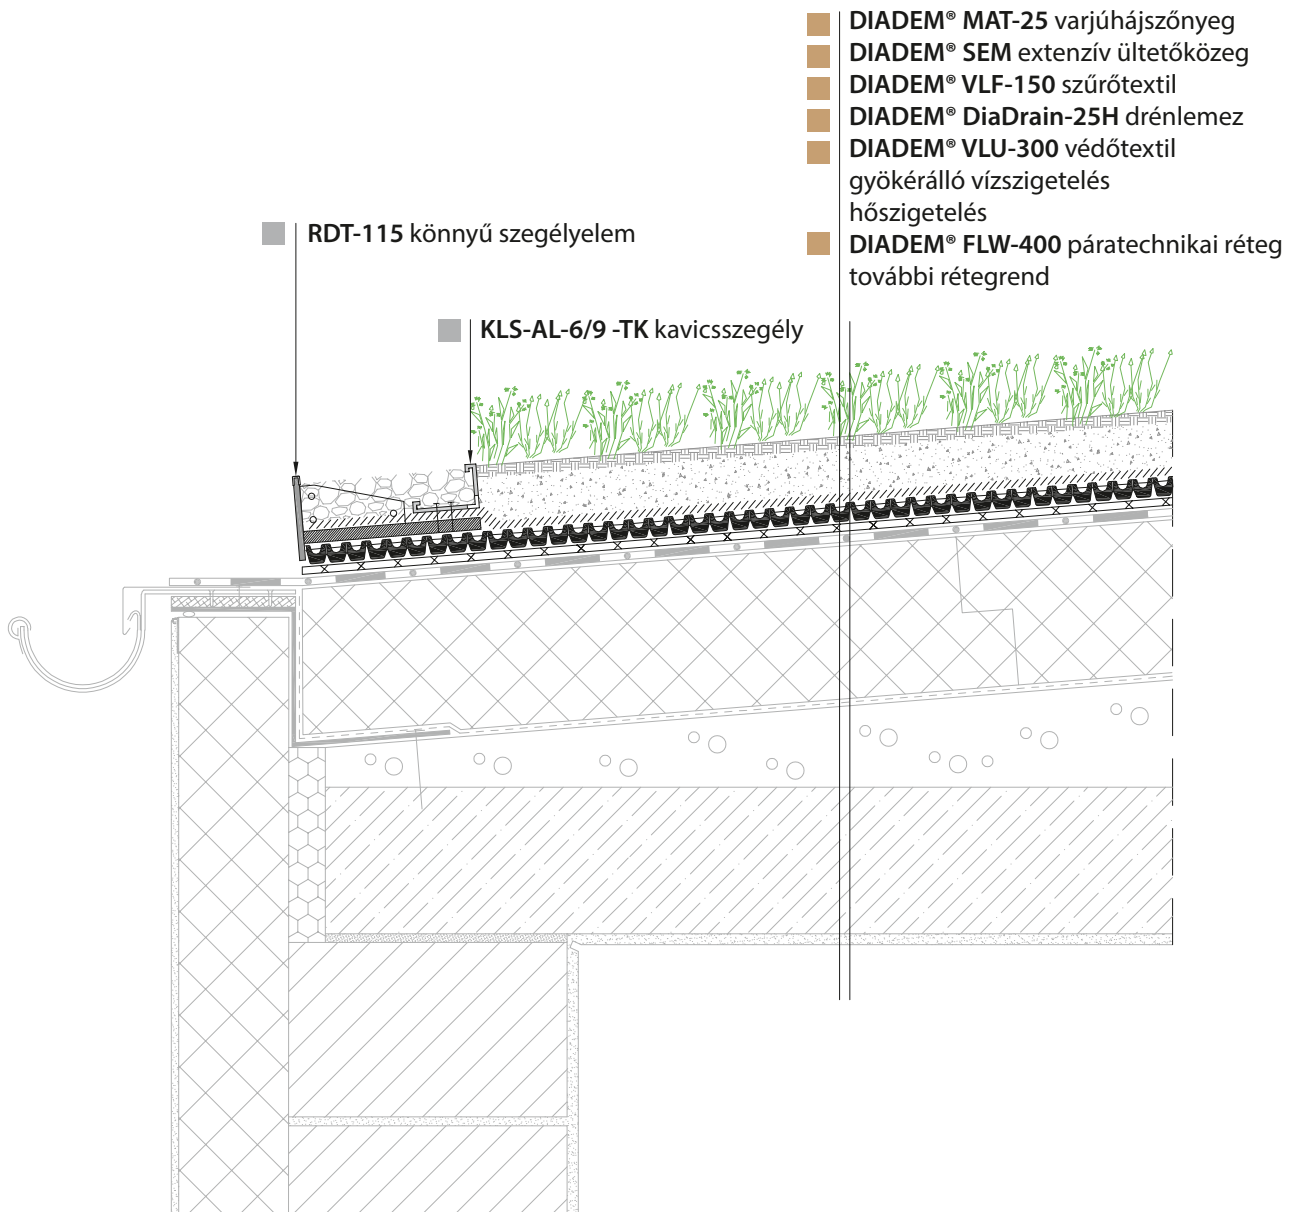 DIADEM® MAT-25 varjúhájszőnyeg
DIADEM® SEM extenzív ültetőközeg
DIADEM® VLF-150 szűrőtextil
DIADEM® DiaDrain-25H drénlemez
DIADEM® VLU-300 védőtextil
gyökérálló vízszigetelés
hőszigetelés
DIADEM® FLW-400 páratechnikai réteg
további rétegrend
RDT-115 könnyű szegélyelem
KLS-AL-6/9 -TK kavicsszegély